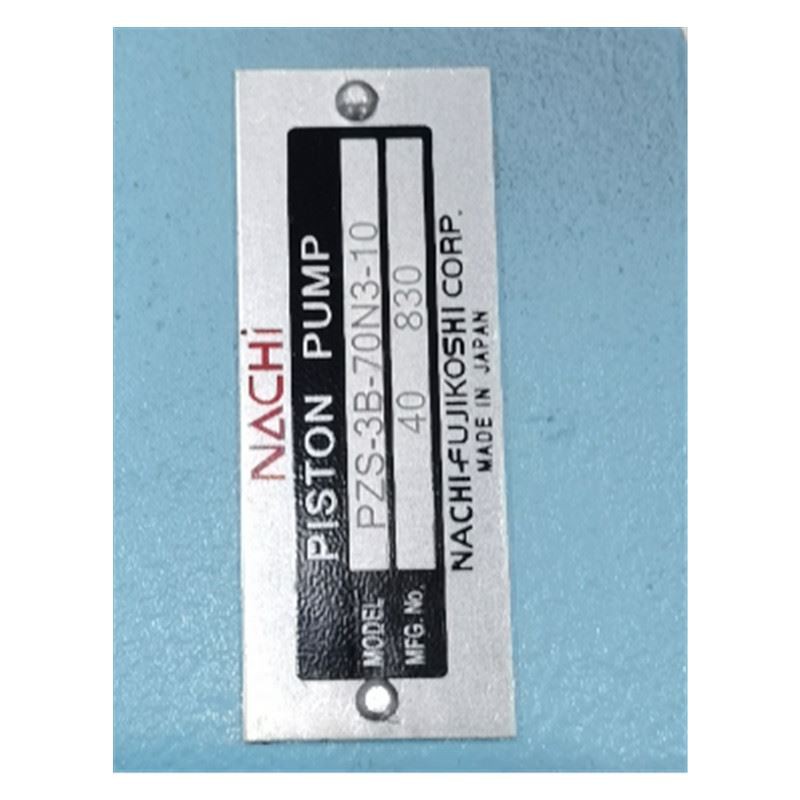 NACHi
PISTON PUMP
MODEL PZS-3B-70N3-10
MFG. No. 40 830
NACHI-FUJIKOSHI CORP.
MADE IN JAPAN